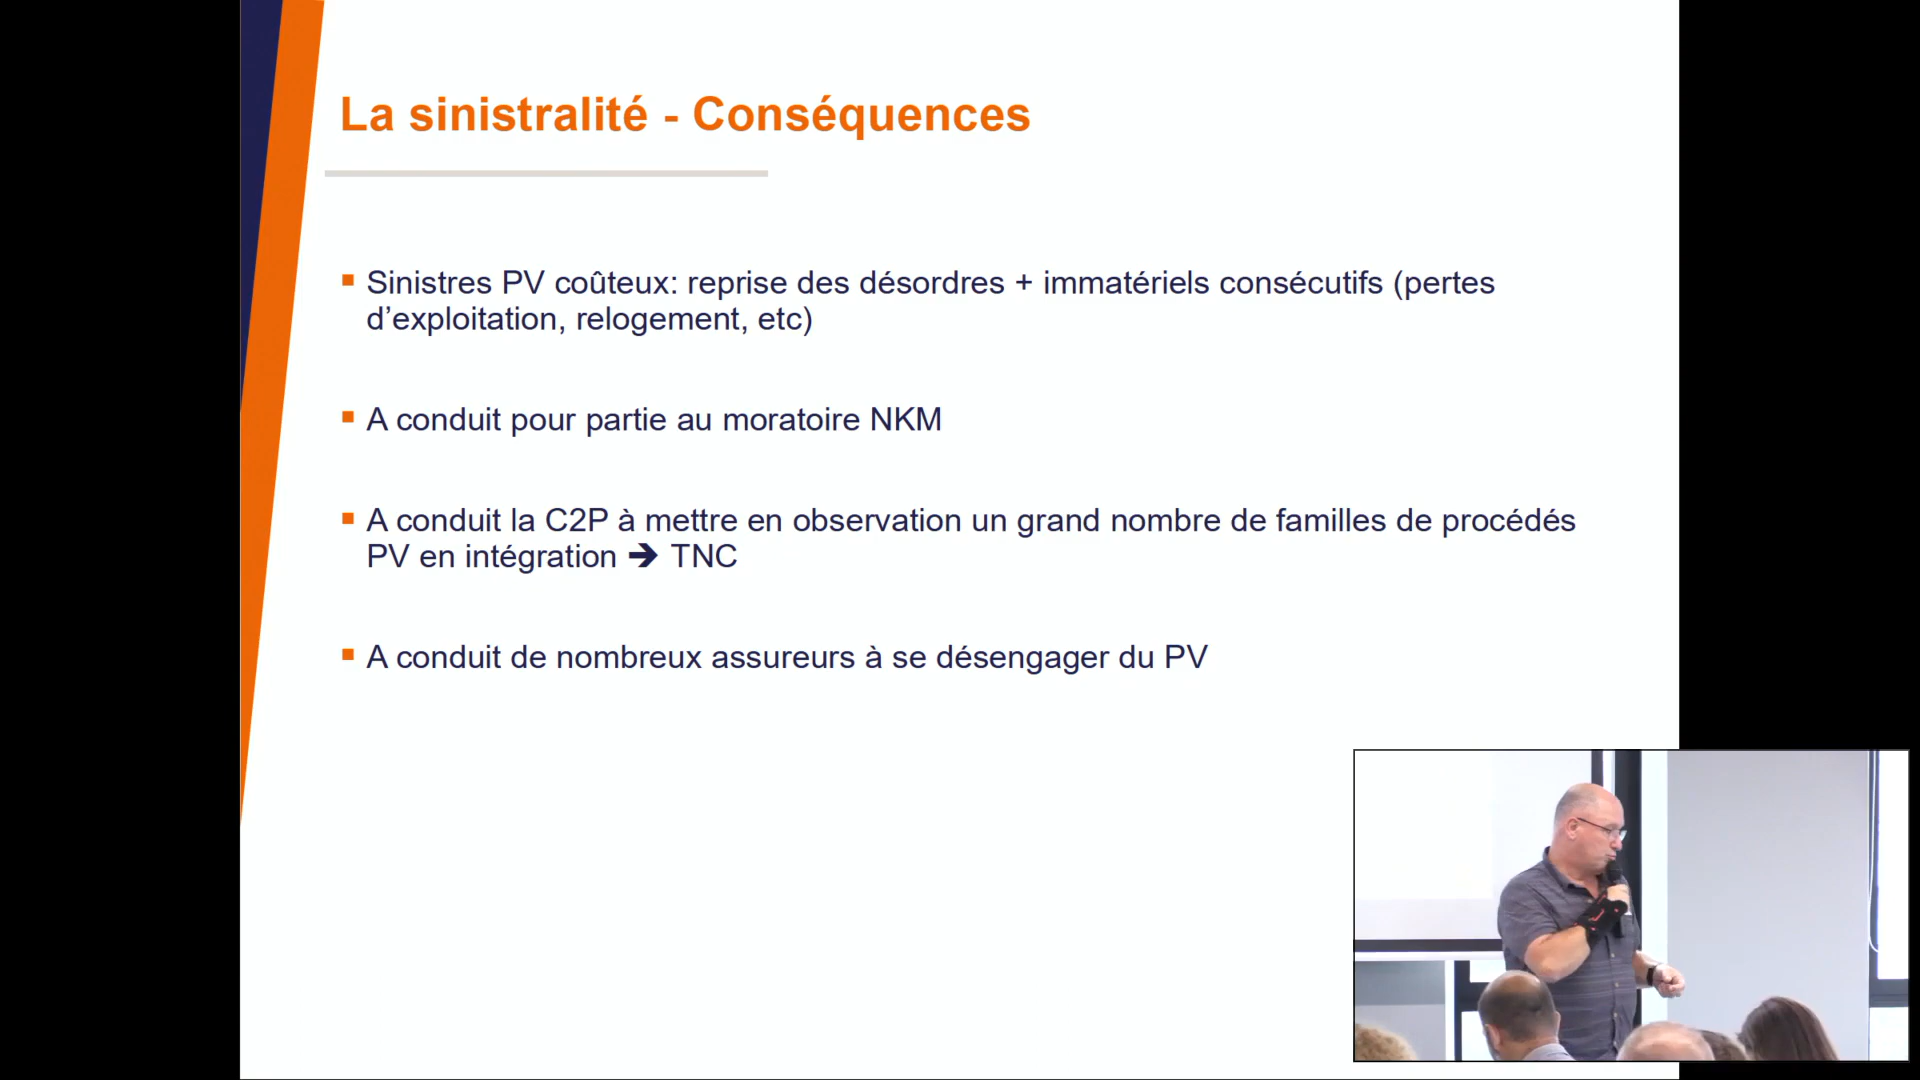 La sinistralité - Conséquences
▪ Sinistres PV coûteux: reprise des désordres + immatériels consécutifs (pertes
d’exploitation, relogement, etc)
▪ A conduit pour partie au moratoire NKM
▪ A conduit la C2P à mettre en observation un grand nombre de familles de procédés
PV en intégration ➔ TNC
▪ A conduit de nombreux assureurs à se désengager du PV